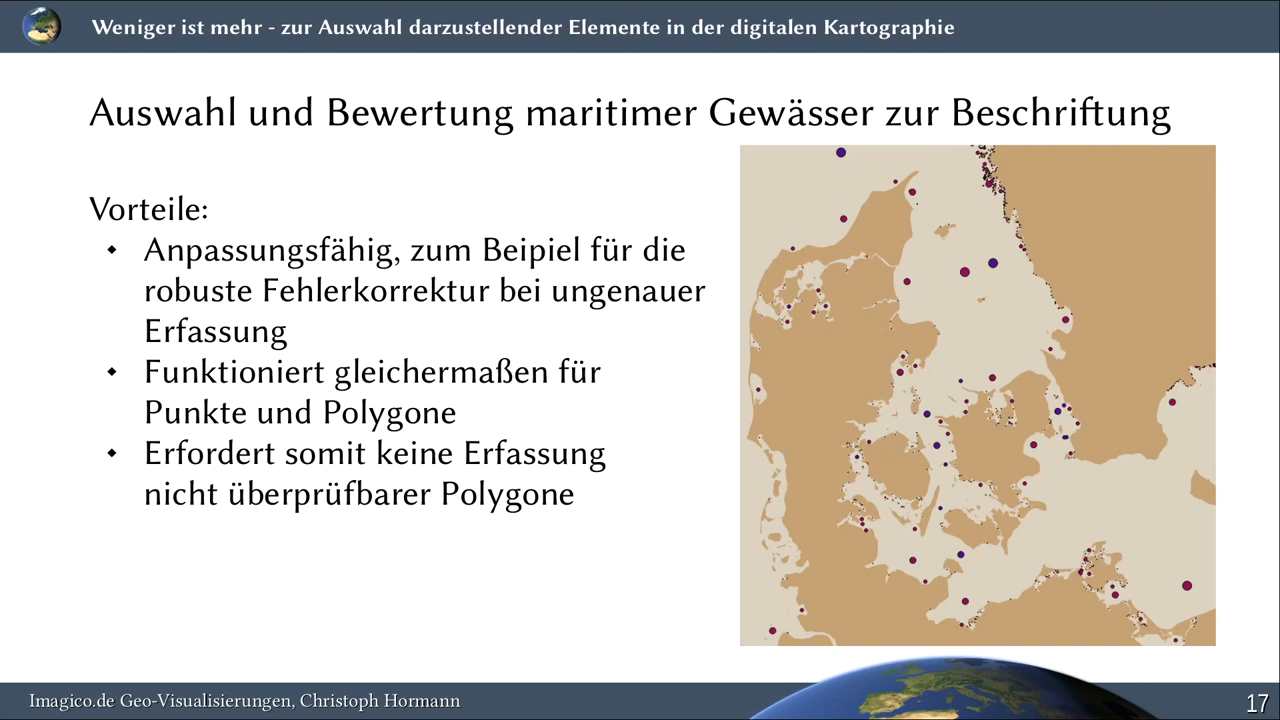 Weniger ist mehr - zur Auswahl darzustellender Elemente in der digitalen Kartographie
Auswahl und Bewertung maritimer Gewässer zur Beschriftung
Vorteile:
⬩ Anpassungsfähig, zum Beipiel für die
robuste Fehlerkorrektur bei ungenauer
Erfassung
⬩ Funktioniert gleichermaßen für
Punkte und Polygone
⬩ Erfordert somit keine Erfassung
nicht überprüfbarer Polygone
Imagico.de Geo-Visualisierungen, Christoph Hormann
17